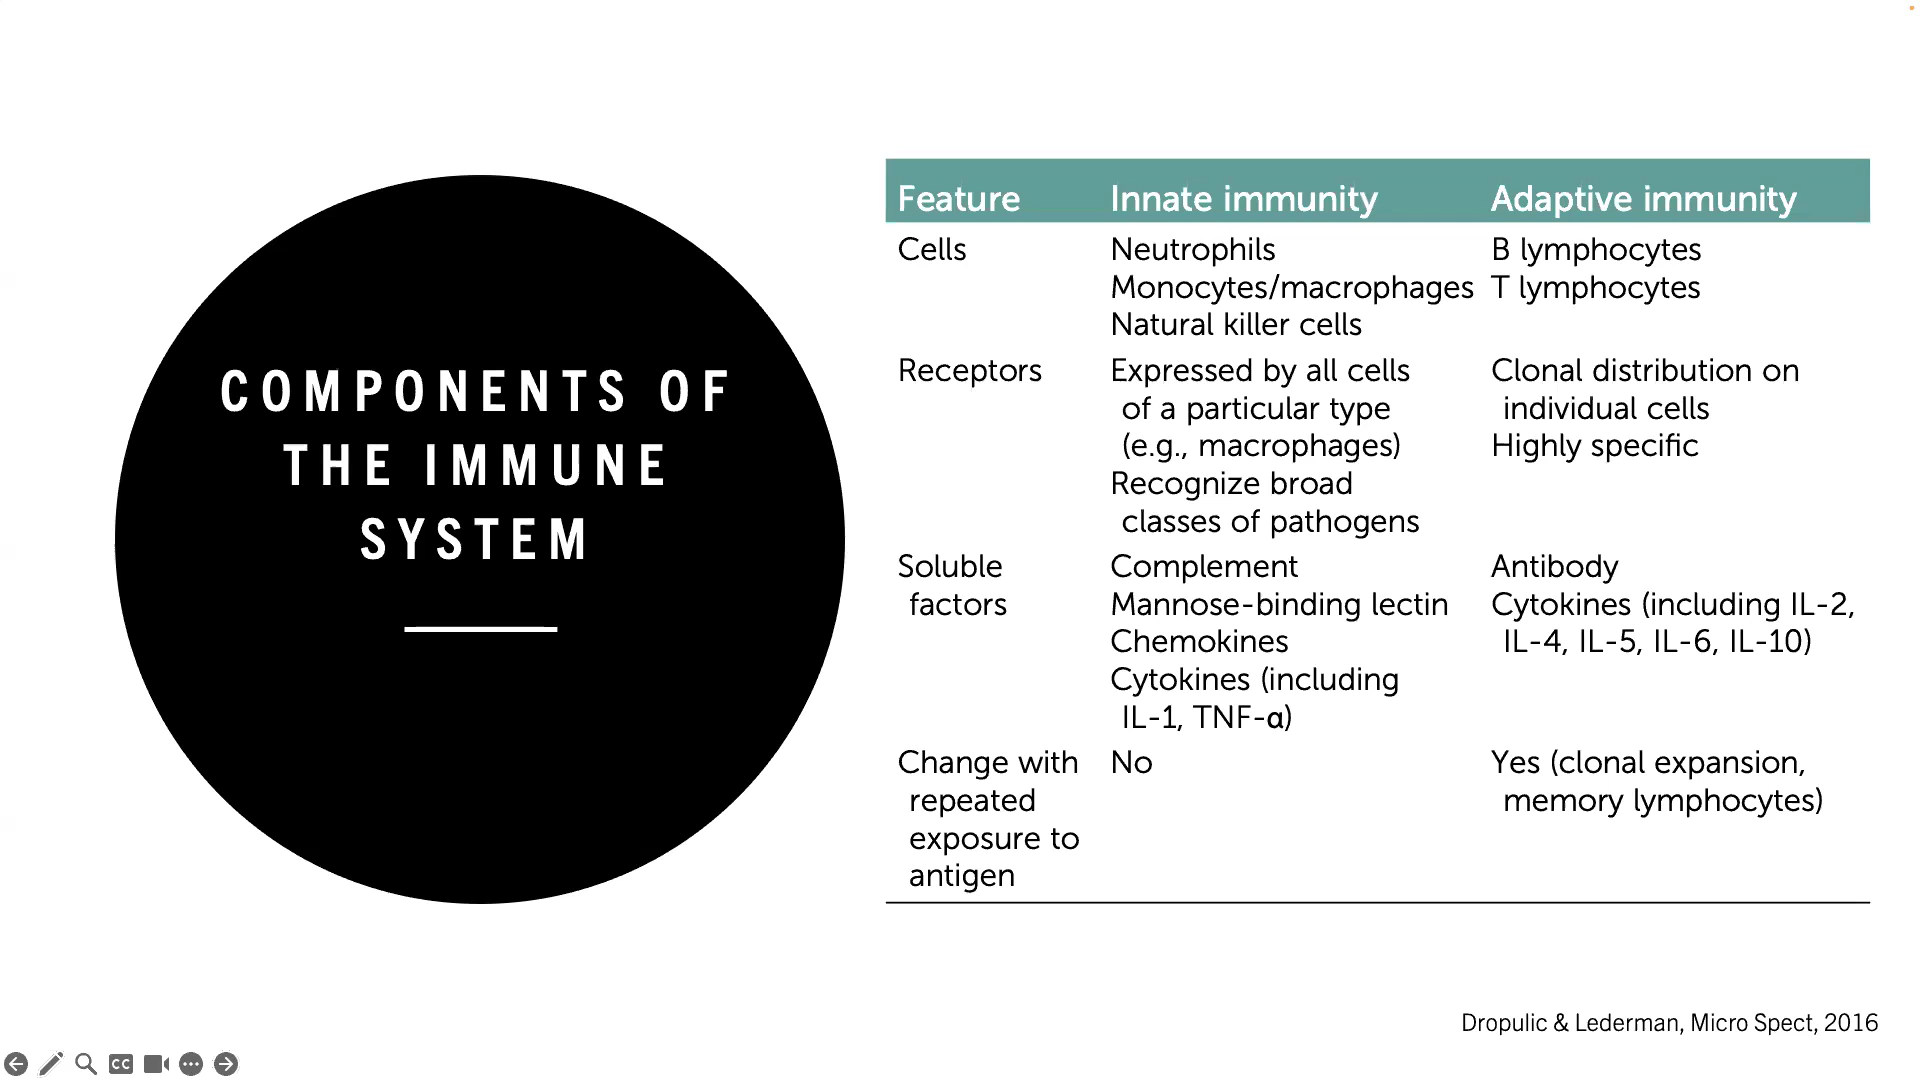 COMPONENTS OF
THE IMMUNE
SYSTEM
Feature Innate immunity Adaptive immunity
Cells Neutrophils B lymphocytes
Monocytes/macrophages T lymphocytes
Natural killer cells
Receptors Expressed by all cells Clonal distribution on
of a particular type individual cells
(e.g., macrophages) Highly specific
Recognize broad
classes of pathogens
Soluble Complement Antibody
factors Mannose-binding lectin Cytokines (including IL-2,
Chemokines IL-4, IL-5, IL-6, IL-10)
Cytokines (including
IL-1, TNF-α)
Change with No Yes (clonal expansion,
repeated memory lymphocytes)
exposure to
antigen
Dropulic & Lederman, Micro Spect, 2016
CC